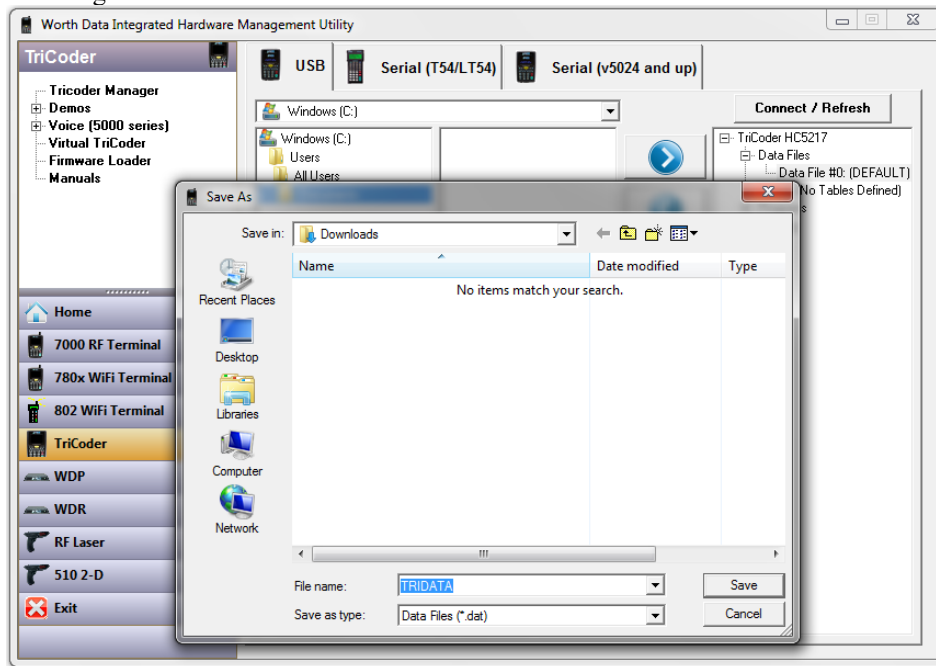 Worth Data Integrated Hardware Management Utility
TriCoder
Tricoder Manager
Demos
Voice (5000 series)
Virtual TriCoder
Firmware Loader
Manuals
USB
Serial (T54/LT54)
Serial (v5024 and up)
Windows (C:)
Connect / Refresh
Windows (C:)
Users
All Users
TriCoder HC5217
Data Files
Data File #0: (DEFAULT)
No Tables Defined)
Save As
Save in:
Downloads
Name
Date modified
Type
No items match your search.
Recent Places
Desktop
Libraries
Computer
Network
File name:
TRIDATA
Save
Save as type:
Data Files (*.dat)
Cancel
Home
7000 RF Terminal
780x WiFi Terminal
802 WiFi Terminal
TriCoder
WDP
WDR
RF Laser
510 2-D
Exit